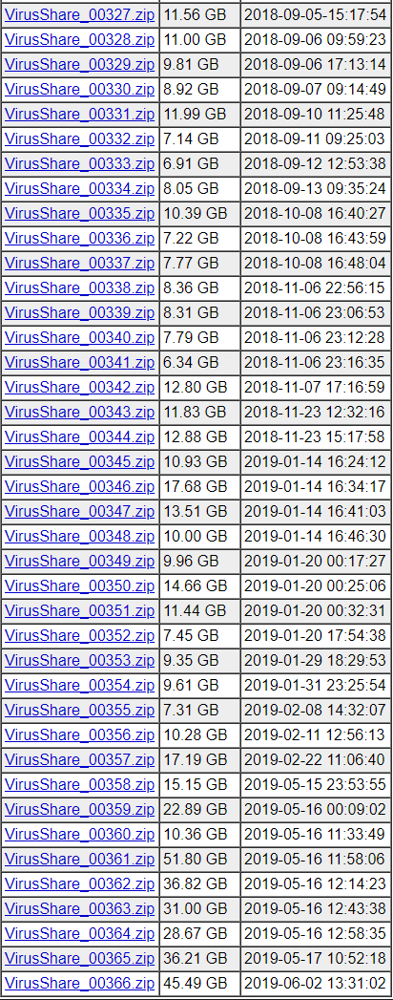 VirusShare_00327.zip 11.56 GB 2018-09-05-15:17:54
VirusShare_00328.zip 11.00 GB 2018-09-06 09:59:23
VirusShare_00329.zip 9.81 GB 2018-09-06 17:13:14
VirusShare_00330.zip 8.92 GB 2018-09-07 09:14:49
VirusShare_00331.zip 11.99 GB 2018-09-10 11:25:48
VirusShare_00332.zip 7.14 GB 2018-09-11 09:25:03
VirusShare_00333.zip 6.91 GB 2018-09-12 12:53:38
VirusShare_00334.zip 8.05 GB 2018-09-13 09:35:24
VirusShare_00335.zip 10.39 GB 2018-10-08 16:40:27
VirusShare_00336.zip 7.22 GB 2018-10-08 16:43:59
VirusShare_00337.zip 7.77 GB 2018-10-08 16:48:04
VirusShare_00338.zip 8.36 GB 2018-11-06 22:56:15
VirusShare_00339.zip 8.31 GB 2018-11-06 23:06:53
VirusShare_00340.zip 7.79 GB 2018-11-06 23:12:28
VirusShare_00341.zip 6.34 GB 2018-11-06 23:16:35
VirusShare_00342.zip 12.80 GB 2018-11-07 17:16:59
VirusShare_00343.zip 11.83 GB 2018-11-23 12:32:16
VirusShare_00344.zip 12.88 GB 2018-11-23 15:17:58
VirusShare_00345.zip 10.93 GB 2019-01-14 16:24:12
VirusShare_00346.zip 17.68 GB 2019-01-14 16:34:17
VirusShare_00347.zip 13.51 GB 2019-01-14 16:41:03
VirusShare_00348.zip 10.00 GB 2019-01-14 16:46:30
VirusShare_00349.zip 9.96 GB 2019-01-20 00:17:27
VirusShare_00350.zip 14.66 GB 2019-01-20 00:25:06
VirusShare_00351.zip 11.44 GB 2019-01-20 00:32:31
VirusShare_00352.zip 7.45 GB 2019-01-20 17:54:38
VirusShare_00353.zip 9.35 GB 2019-01-29 18:29:53
VirusShare_00354.zip 9.61 GB 2019-01-31 23:25:54
VirusShare_00355.zip 7.31 GB 2019-02-08 14:32:07
VirusShare_00356.zip 10.28 GB 2019-02-11 12:56:13
VirusShare_00357.zip 17.19 GB 2019-02-22 11:06:40
VirusShare_00358.zip 15.15 GB 2019-05-15 23:53:55
VirusShare_00359.zip 22.89 GB 2019-05-16 00:09:02
VirusShare_00360.zip 10.36 GB 2019-05-16 11:33:49
VirusShare_00361.zip 51.80 GB 2019-05-16 11:58:06
VirusShare_00362.zip 36.82 GB 2019-05-16 12:14:23
VirusShare_00363.zip 31.00 GB 2019-05-16 12:43:38
VirusShare_00364.zip 28.67 GB 2019-05-16 12:58:35
VirusShare_00365.zip 36.21 GB 2019-05-17 10:52:18
VirusShare_00366.zip 45.49 GB 2019-06-02 13:31:02